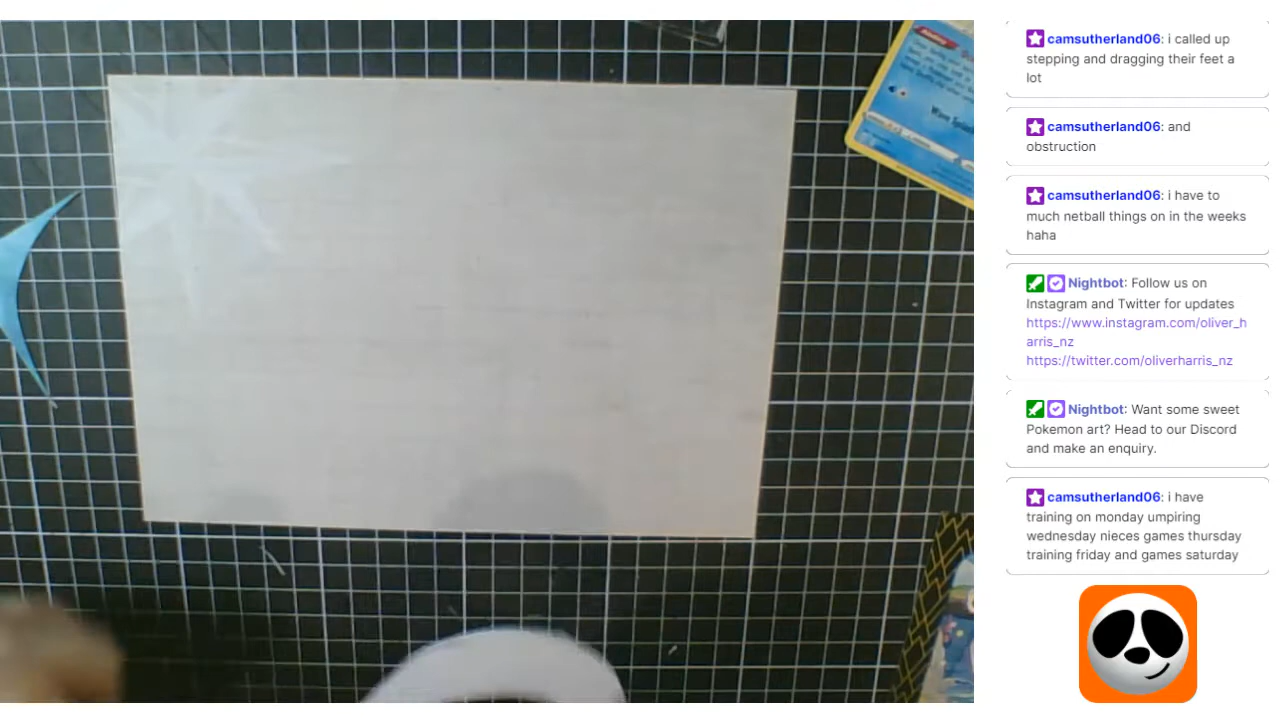 camsutherland06: i called up
stepping and dragging their feet a
lot
camsutherland06: and
obstruction
camsutherland06: i have to
much netball things on in the weeks
haha
Nightbot: Follow us on
Instagram and Twitter for updates
https://www.instagram.com/oliver_h
arris_nz
https://twitter.com/oliverharris_nz
Nightbot: Want some sweet
Pokemon art? Head to our Discord
and make an enquiry.
camsutherland06: i have
training on monday umpiring
wednesday nieces games thursday
training friday and games saturday
Ability